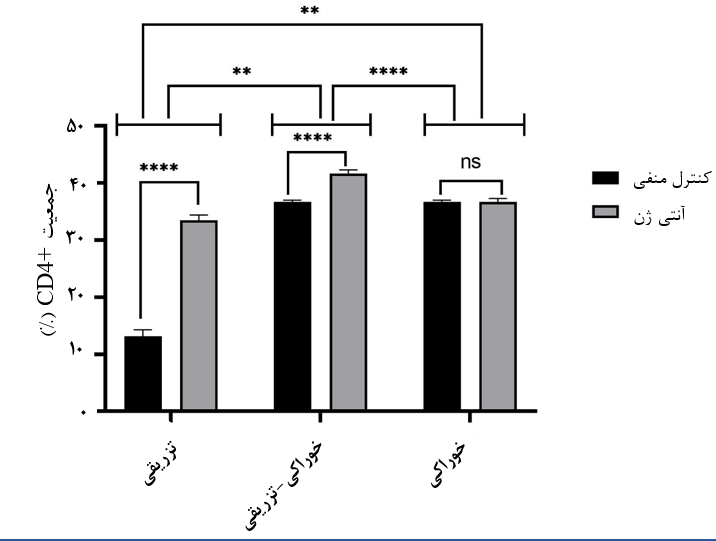 **
**
****
****
****
ns
۵۰
۴۰
۳۰
۲۰
۱۰
۰
جمعیت CD4+ (٪)
کنترل منفی
آنتی ژن
تزریقی
خوراکی-تزریقی
خوراکی